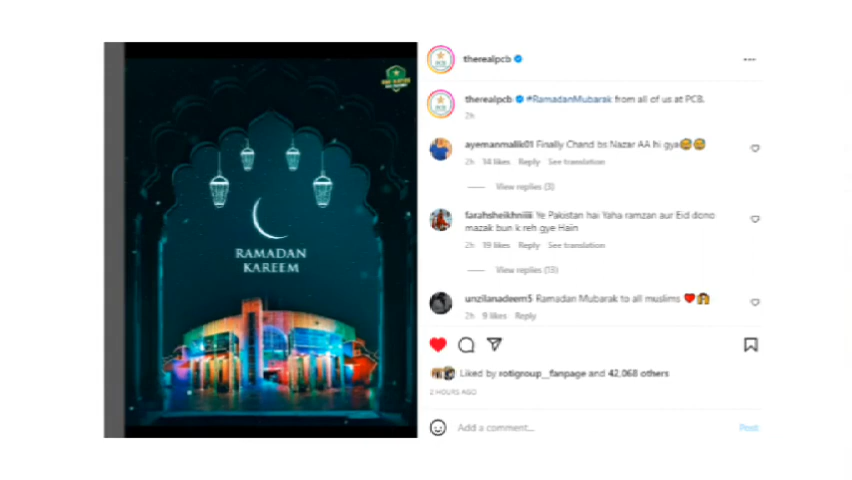 RAMADAN
KAREEM
therealpcb
therealpcb #RamadanMubarak from all of us at PCB.
2h
ayemanmalik01 Finally Chand bs Nazar AA hi gya😅😅
2h 14 likes Reply See translation
View replies (3)
farahsheikhniiii Ye Pakistan hai Yaha ramzan aur Eid dono
mazak bun k reh gye Hain
2h 19 likes Reply See translation
View replies (13)
unzilanadeem5 Ramadan Mubarak to all muslims ❤️
2h 9 likes Reply
Liked by rotigroup__fanpage and 42,068 others
2 HOURS AGO
Add a comment...
Post